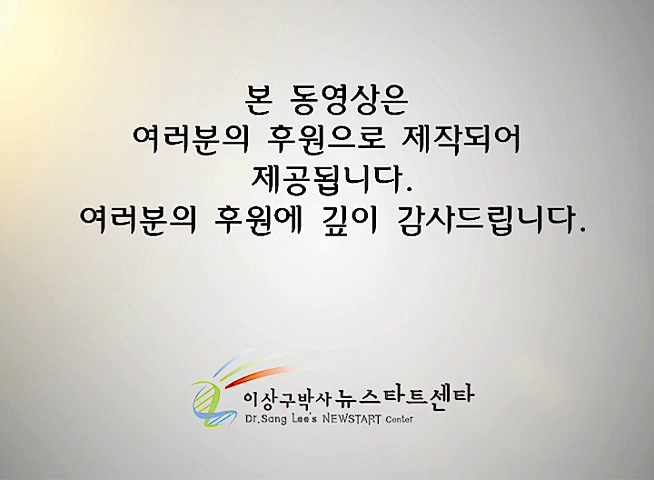 본 동영상은
여러분의 후원으로 제작되어
제공됩니다.
여러분의 후원에 깊이 감사드립니다.
이상구박사 뉴스타트센타
Dr.Sang Lee's NEWSTART Center